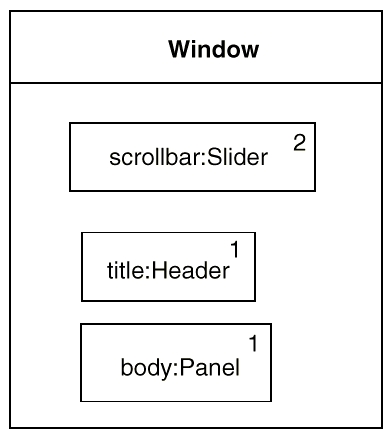 Window
2
scrollbar:Slider
1
title:Header
1
body:Panel